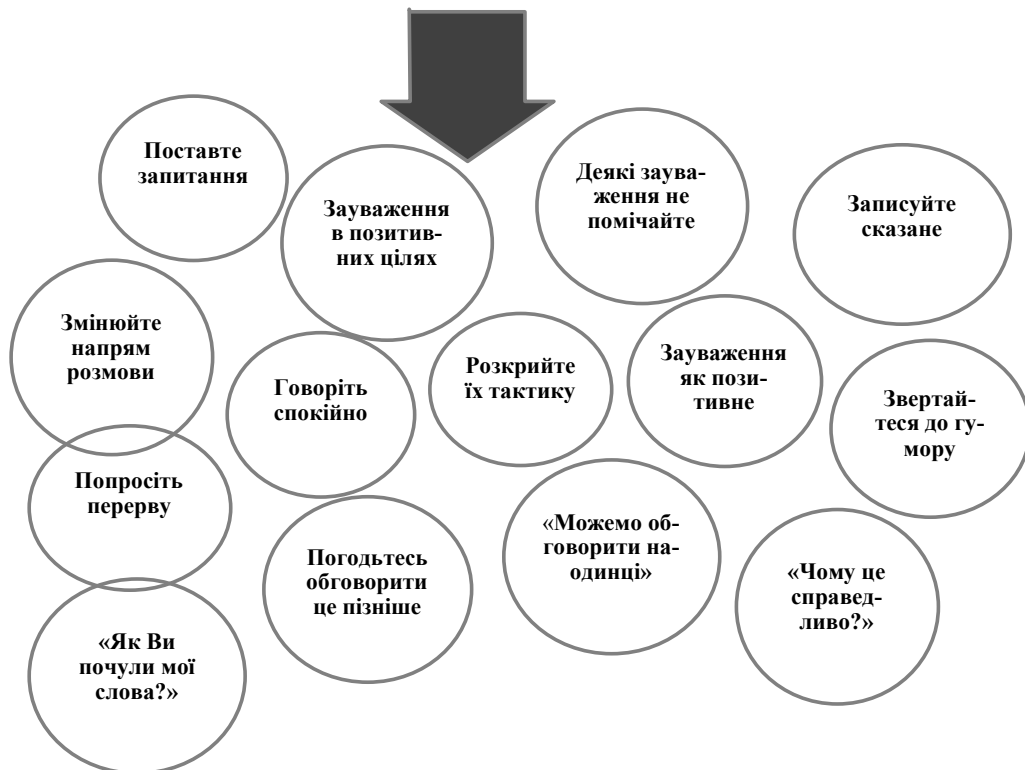 Поставте
запитання
Зауваження
в позитив-
них цілях
Деякі заува-
ження не
помічайте
Записуйте
сказане
Змінюйте
напрям
розмови
Говоріть
спокійно
Розкрийте
їх тактику
Зауваження
як пози-
тивне
Звертай-
теся до гу-
мору
Попросіть
перерву
Погодьтесь
обговорити
це пізніше
«Можемо об-
говорити на-
одинці»
«Чому це
справед-
ливо?»
«Як Ви
почули мої
слова?»